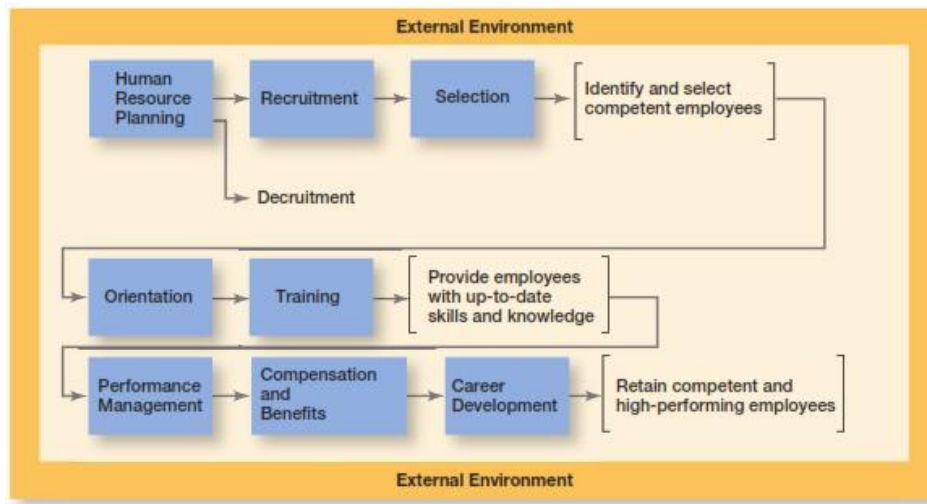 External Environment
Human
Resource
Planning
Recruitment
Selection
Identify and select
competent employees
Decruitment
Orientation
Training
Provide employees
with up-to-date
skills and knowledge
Performance
Management
Compensation
and
Benefits
Career
Development
Retain competent and
high-performing employees
External Environment